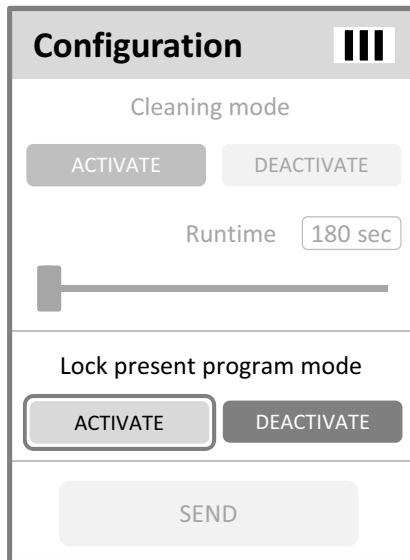 Configuration
Cleaning mode
ACTIVATE DEACTIVATE
Runtime 180 sec
Lock present program mode
ACTIVATE DEACTIVATE
SEND